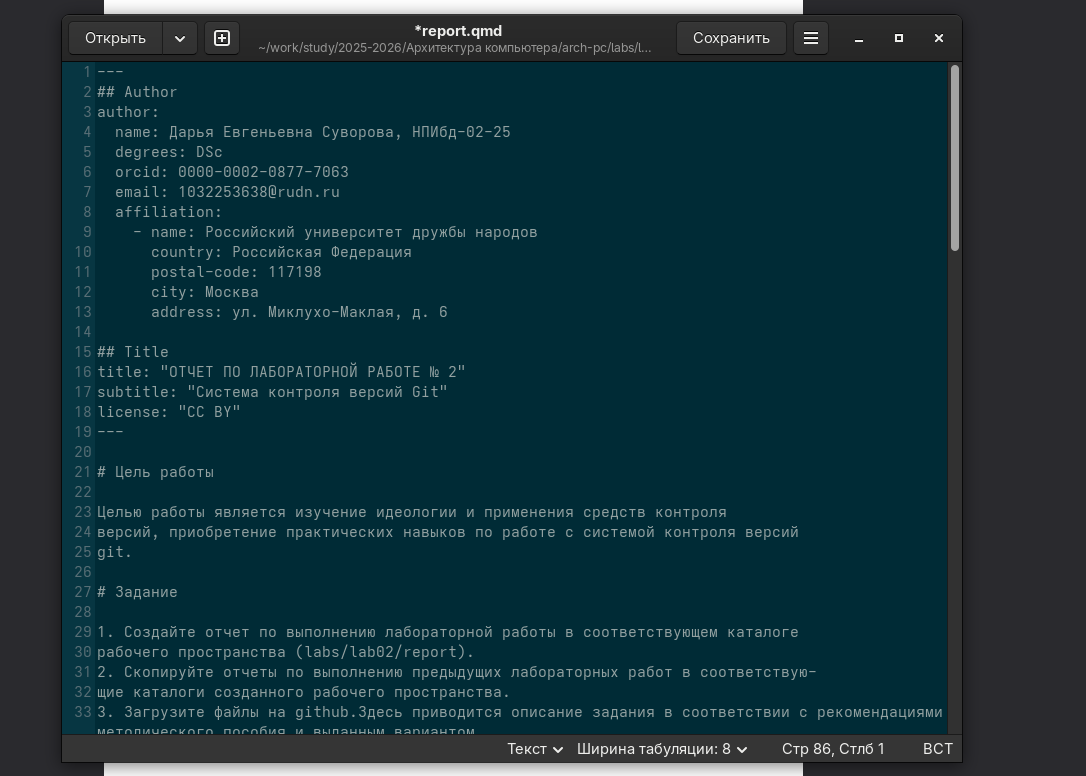 Открыть
*report.qmd
~/work/study/2025-2026/Архитектура компьютера/arch-pc/labs/l...
Сохранить
1 ---
2 ## Author
3 author:
4   name: Дарья Евгеньевна Суворова, НПИбд-02-25
5   degrees: DSc
6   orcid: 0000-0002-0877-7063
7   email: 1032253638@rudn.ru
8   affiliation:
9     - name: Российский университет дружбы народов
10       country: Российская Федерация
11       postal-code: 117198
12       city: Москва
13       address: ул. Миклухо-Маклая, д. 6
14
15 ## Title
16 title: "ОТЧЕТ ПО ЛАБОРАТОРНОЙ РАБОТЕ № 2"
17 subtitle: "Система контроля версий Git"
18 license: "CC BY"
19 ---
20
21 # Цель работы
22
23 Целью работы является изучение идеологии и применения средств контроля
24 версий, приобретение практических навыков по работе с системой контроля версий
25 git.
26
27 # Задание
28
29 1. Создайте отчет по выполнению лабораторной работы в соответствующем каталоге
30 рабочего пространства (labs/lab02/report).
31 2. Скопируйте отчеты по выполнению предыдущих лабораторных работ в соответствую-
32 щие каталоги созданного рабочего пространства.
33 3. Загрузите файлы на github.Здесь приводится описание задания в соответствии с рекомендациями
методического пособия и выданным вариантом.
Текст
Ширина табуляции: 8
Стр 86, Стлб 1
ВСТ